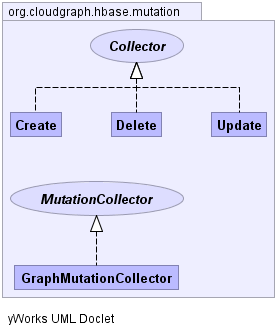 org.cloudgraph.hbase.mutation
Collector
Create Delete Update
MutationCollector
GraphMutationCollector
yWorks UML Doclet